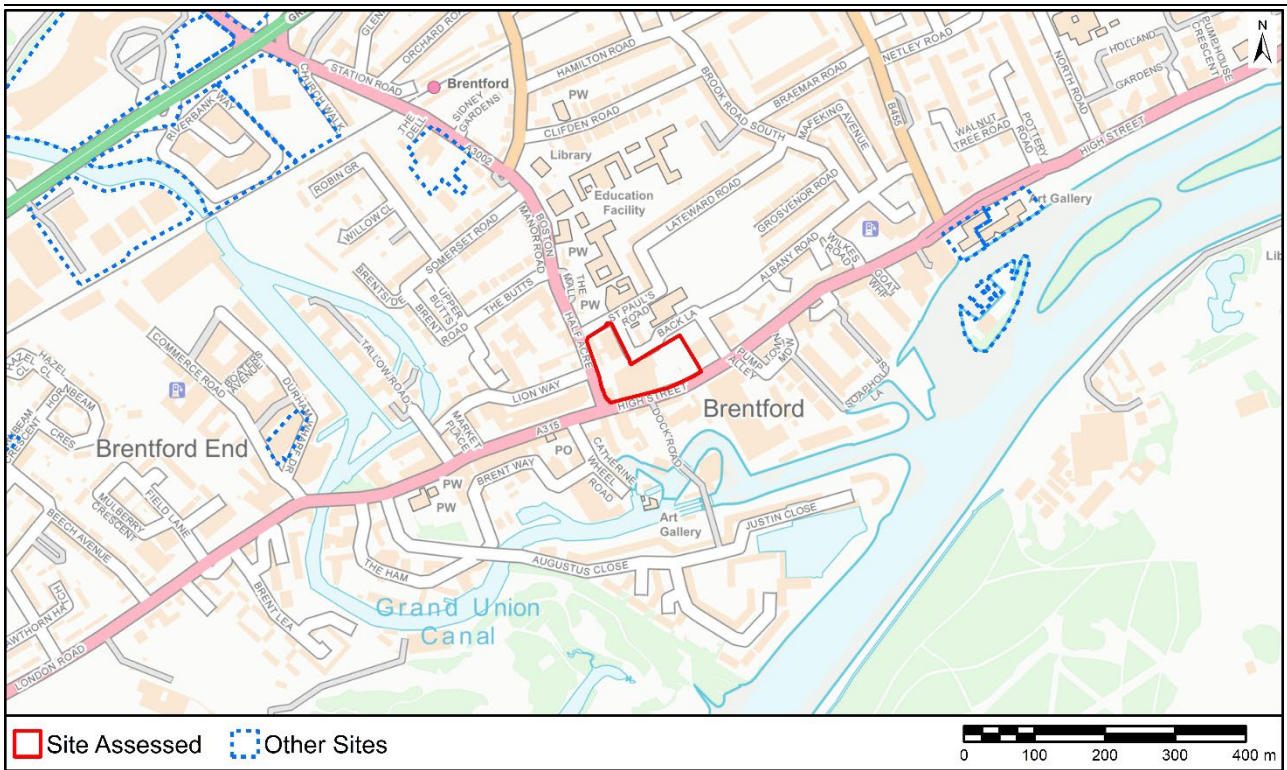 N
GLEN
ORCHARD ROAD
STATION ROAD
Brentford
CHURCH WALK
RIVERBANK WAY
THE DELL
SIDNEY GARDENS
A3002
HAMILTON ROAD
PW
CLIFDEN ROAD
Library
BROOK ROAD SOUTH
BRAEMAR ROAD
MAFEKING AVENUE
B455
NETLEY ROAD
WALNUT TREE ROAD
POTTERY ROAD
NORTH ROAD
HOLLAND GARDENS
PUMP HOUSE CRESCENT
HIGH STREET
Art Gallery
ROBIN GR
WILLOW CL
SOMERSET ROAD
BOSTON MANOR ROAD
Education
Facility
LATEWARD ROAD
GROSVENOR ROAD
ALBANY ROAD
WILKES ROAD
GOAT WHF
PW
THE MALL
PW
HALF ACRE
ST PAUL'S ROAD
BACK LA
THE BUTTS
UPPER BUTTS
BRENT ROAD
COMMERCE ROAD
BOATERS AVENUE
DURHAM WHARF DR
TALLOW ROAD
LION WAY
MARKET PLACE
HIGH STREET
PUMP ALLEY
TOWN MDW
SOAPHOUSE LA
Brentford
DOCK ROAD
HAZEL CL
HORNBEAM CRES
Brentford End
A315
PO
CATHERINE WHEEL ROAD
BRENT WAY
PW
PW
MULBERRY CRESCENT
FIELD LANE
BEECH AVENUE
BRENT LEA
THE HAM
AUGUSTUS CLOSE
Art
Gallery
JUSTIN CLOSE
Grand Union
Canal
LONDON ROAD
Site Assessed
Other Sites
0 100 200 300 400 m